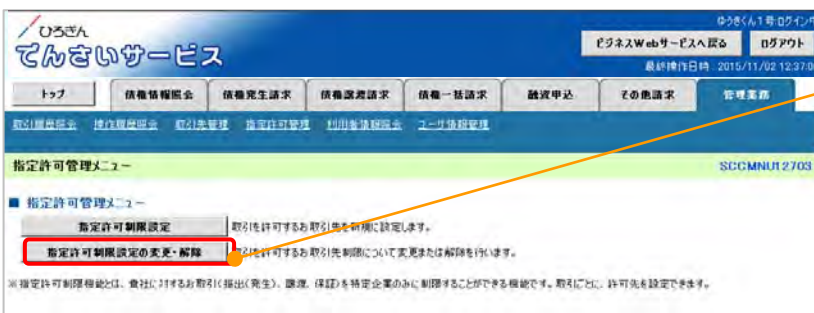 ひろぎん
でんさいサービス
ゆうぎん1号:ログイン中
ビジネスWebサービスへ戻る ログアウト
最終操作日時 2015/11/02 12:37:0
トップ 債権情報照会 債権発生請求 債権譲渡請求 債権一括請求 融資申込 その他請求 管理業務
取引履歴照会 操作履歴照会 取引先管理 指定許可管理 利用者情報照会 ユーザ情報管理
指定許可管理メニュー SCCMNU12703
■ 指定許可管理メニュー
指定許可制限設定 取引を許可するお取引先を新規に設定します。
指定許可制限設定の変更・解除 取引を許可するお取引先制限について変更または解除を行います。
※指定許可制限機能とは、貴社に対するお取引(振出(発生)、譲渡、保証)を特定企業のみに制限することができる機能です。取引ごとに、許可先を設定できます。